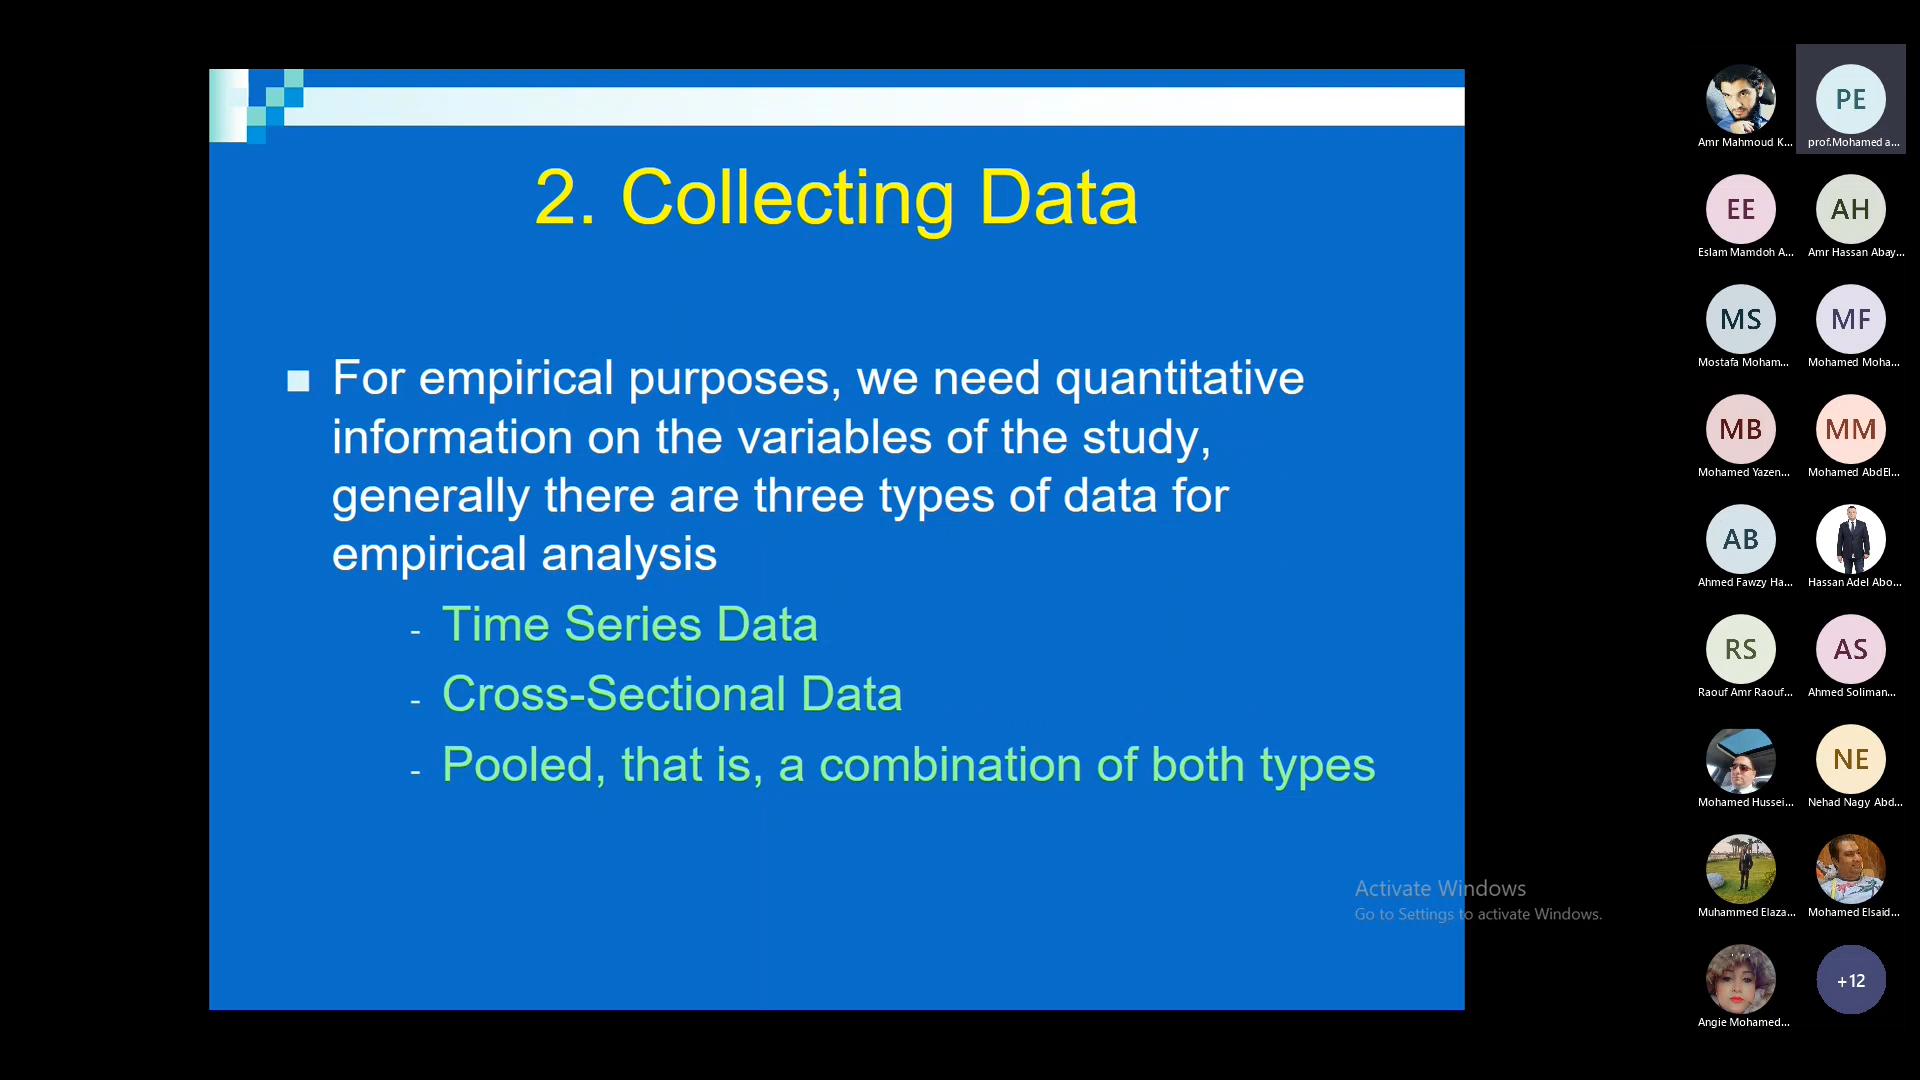 2. Collecting Data
For empirical purposes, we need quantitative
information on the variables of the study,
generally there are three types of data for
empirical analysis
- Time Series Data
- Cross-Sectional Data
- Pooled, that is, a combination of both types
Activate Windows
Go to Settings to activate Windows.
Amr Mahmoud K...
PE
prof.Mohamed a...
EE
Eslam Mamdoh A...
AH
Amr Hassan Abay...
MS
Mostafa Moham...
MF
Mohamed Moha...
MB
Mohamed Yazen...
MM
Mohamed AbdEl...
AB
Ahmed Fawzy Ha...
Hassan Adel Abo...
RS
Raouf Amr Raouf...
AS
Ahmed Soliman...
Mohamed Hussei...
NE
Nehad Nagy Abd...
Muhammed Elaza...
Mohamed Elsaid...
Angie Mohamed...
+12